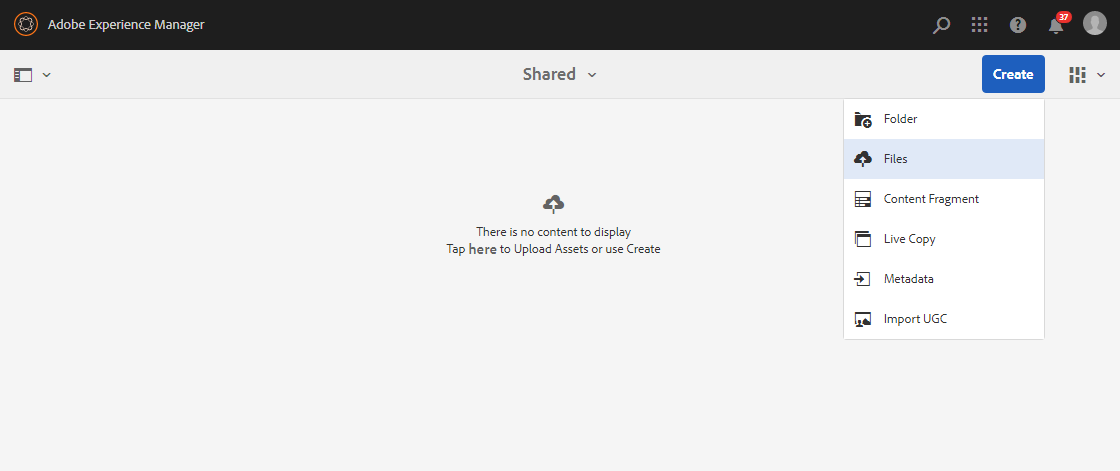 Adobe Experience Manager
37
Shared
Create
Folder
Files
Content Fragment
Live Copy
Metadata
Import UGC
There is no content to display
Tap here to Upload Assets or use Create